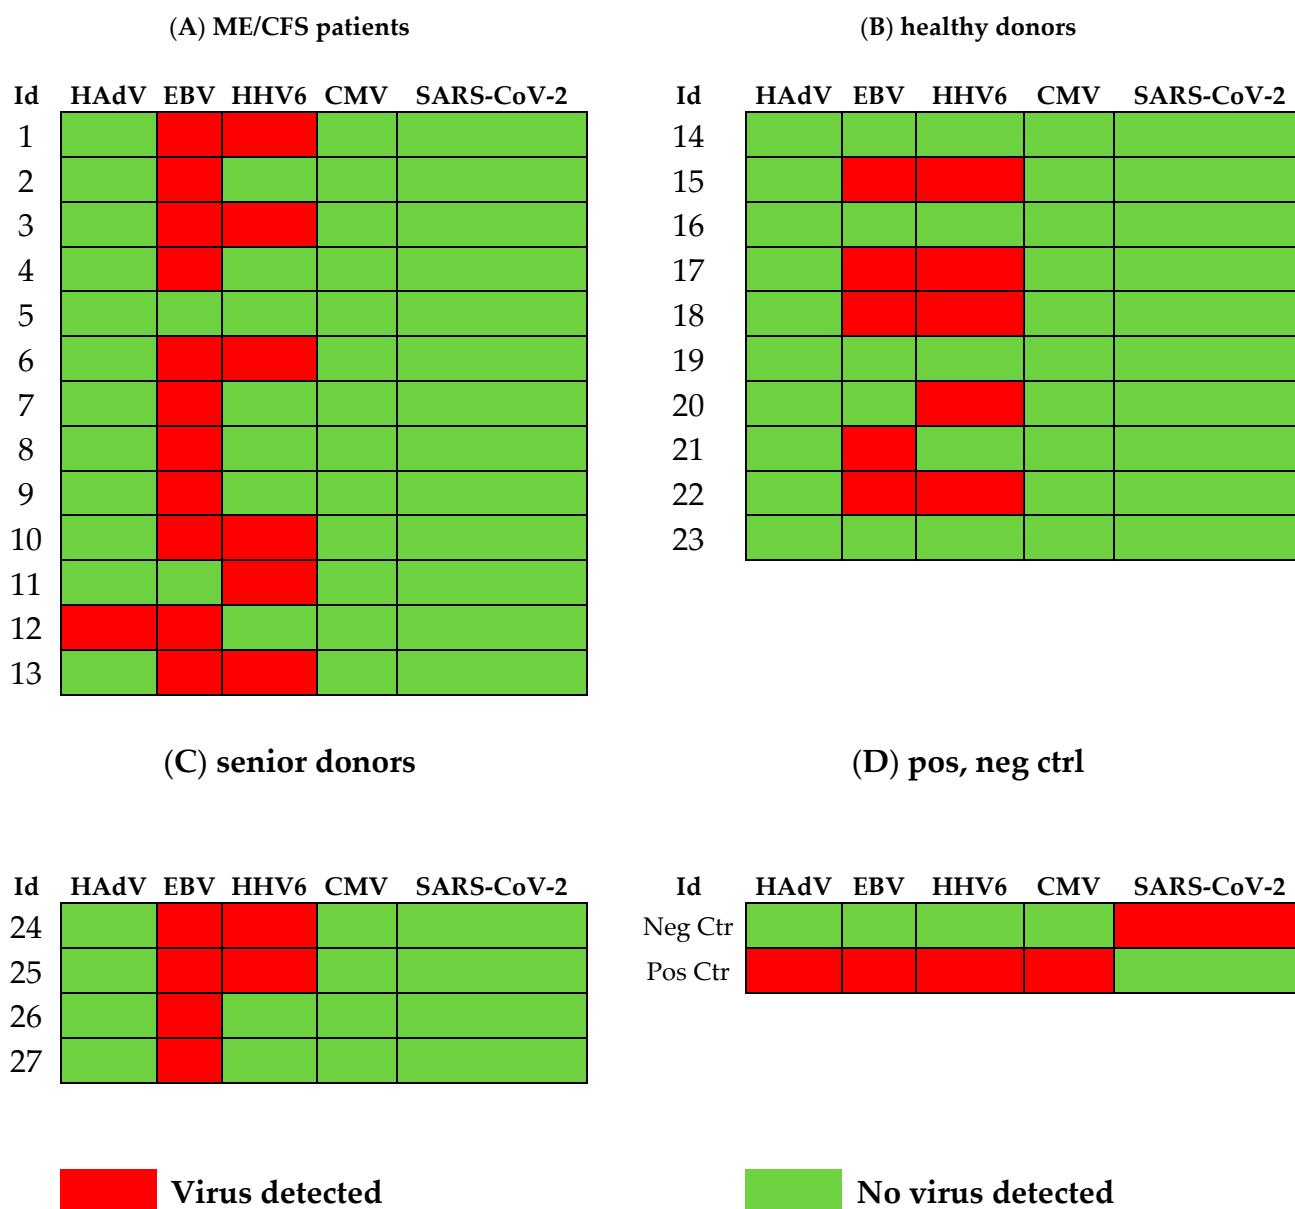 (A) ME/CFS patients
Id HAdV EBV HHV6 CMV SARS-CoV-2
1
2
3
4
5
6
7
8
9
10
11
12
13
(B) healthy donors
Id HAdV EBV HHV6 CMV SARS-CoV-2
14
15
16
17
18
19
20
21
22
23
(C) senior donors
Id HAdV EBV HHV6 CMV SARS-CoV-2
24
25
26
27
(D) pos, neg ctrl
Id HAdV EBV HHV6 CMV SARS-CoV-2
Neg Ctr
Pos Ctr
Virus detected
No virus detected